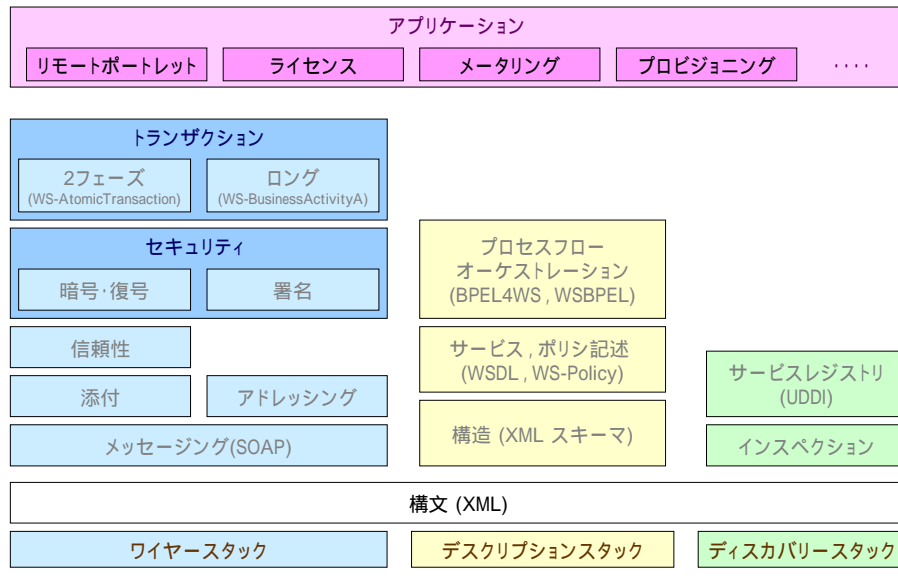 アプリケーション
リモートポートレット
ライセンス
メータリング
プロビジョニング
‥‥
トランザクション
2フェーズ
(WS-AtomicTransaction)
ロング
(WS-BusinessActivityA)
セキュリティ
暗号・復号
署名
信頼性
添付
アドレッシング
メッセージング(SOAP)
プロセスフロー
オーケストレーション
(BPEL4WS , WSBPEL)
サービス , ポリシ記述
(WSDL , WS-Policy)
構造 (XML スキーマ)
サービスレジストリ
(UDDI)
インスペクション
構文 (XML)
ワイヤースタック
デスクリプションスタック
ディスカバリースタック